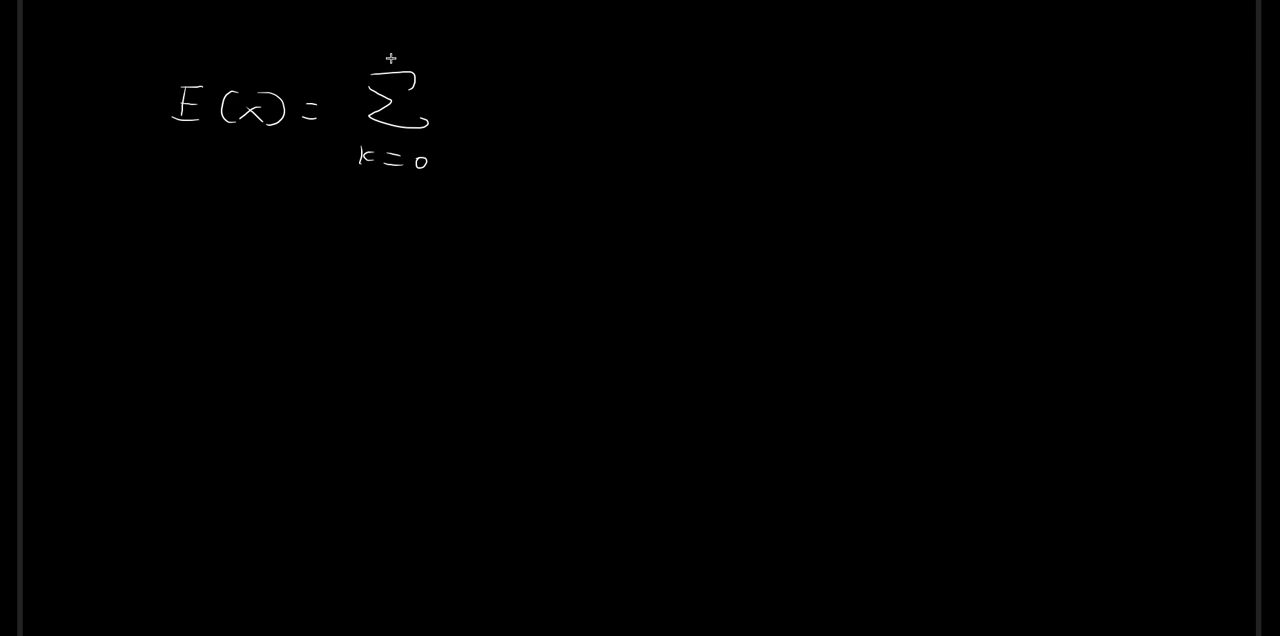 E(x) = ∑
k = 0